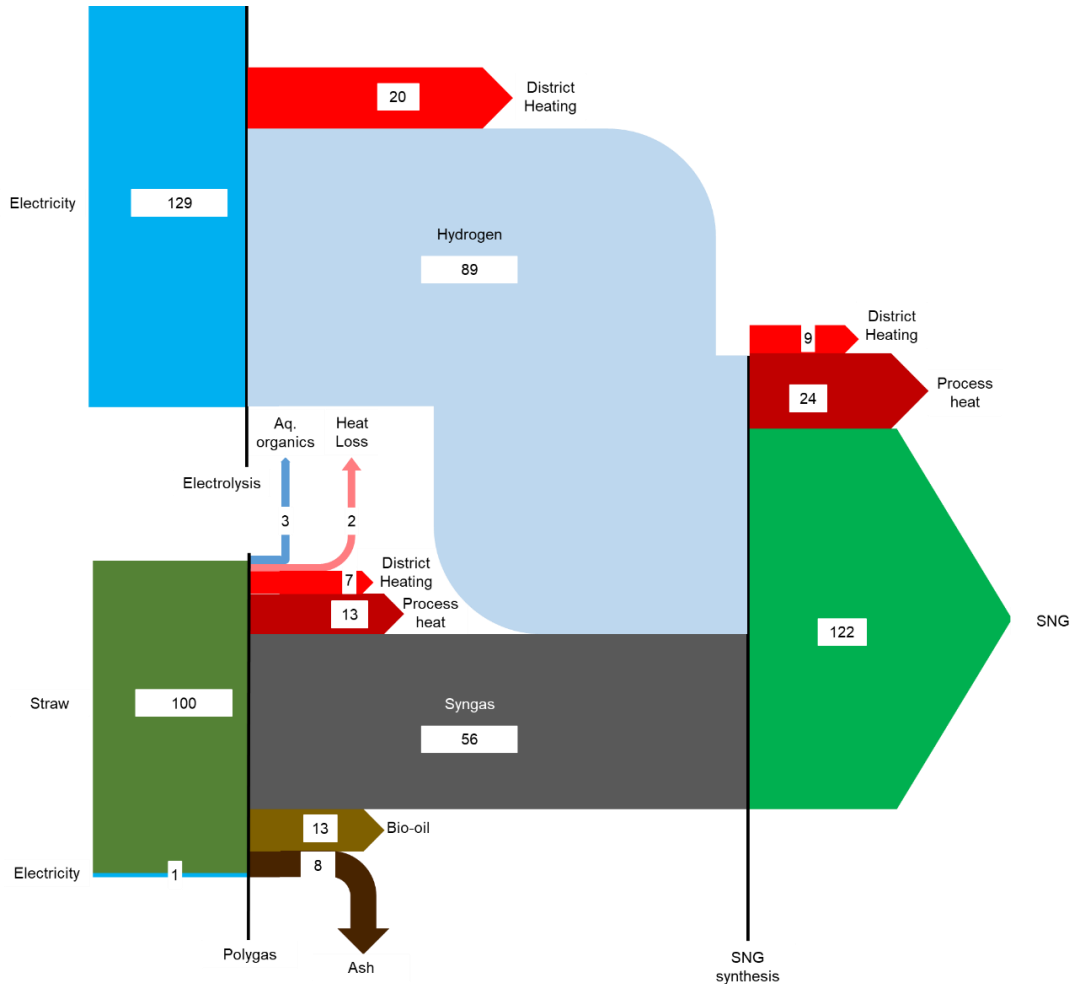 20
District
Heating
Electricity
129
Hydrogen
89
District
Heating
9
Process
heat
24
Aq.
organics
Heat
Loss
Electrolysis
3
2
District
Heating
7
Process
heat
13
122
SNG
Straw
100
Syngas
56
13
Bio-oil
8
Electricity
1
Polygas
Ash
SNG
synthesis